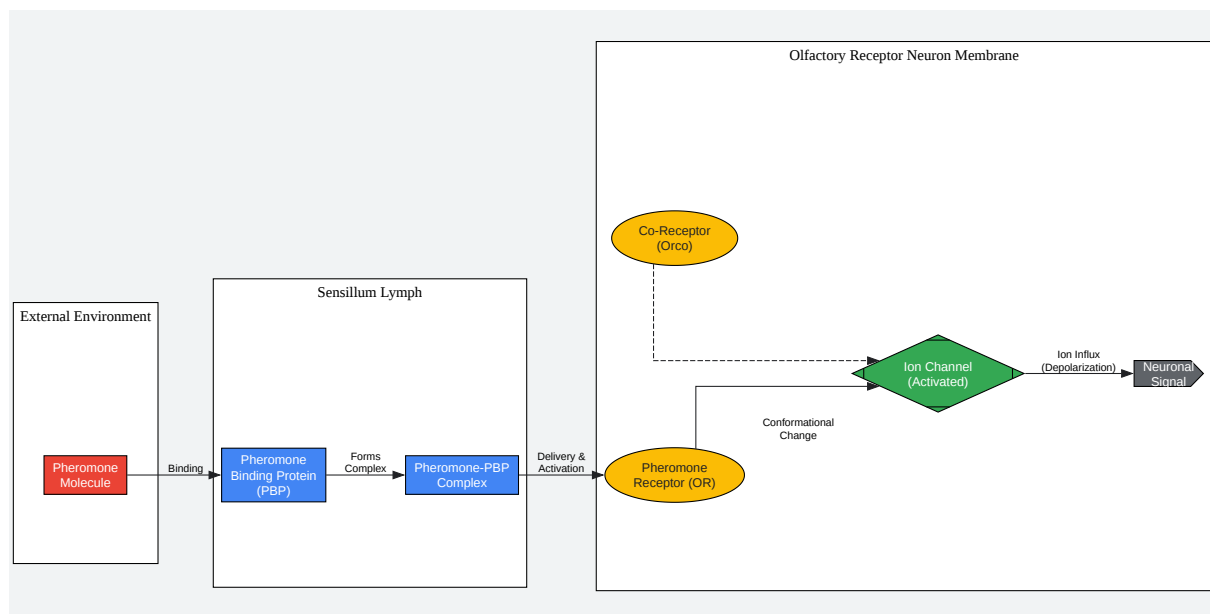 Olfactory Receptor Neuron Membrane
Co-Receptor
(Orco)
Sensillum Lymph
External Environment
Ion Channel
(Activated)
Ion Influx
(Depolarization)
Neuronal
Signal
Conformational
Change
Pheromone
Molecule
Binding
Pheromone
Binding Protein
(PBP)
Forms
Complex
Pheromone-PBP
Complex
Delivery &
Activation
Pheromone
Receptor (OR)